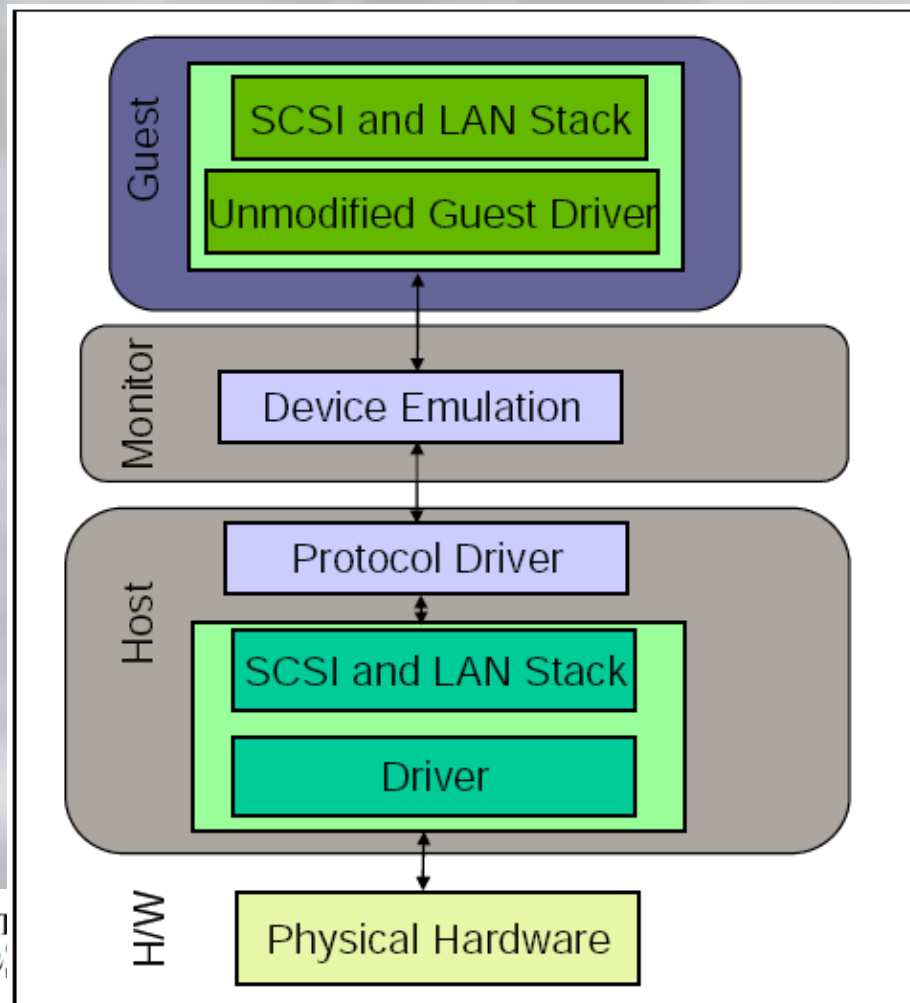 Guest
SCSI and LAN Stack
Unmodified Guest Driver
Monitor
Device Emulation
Host
Protocol Driver
SCSI and LAN Stack
Driver
H/W
Physical Hardware